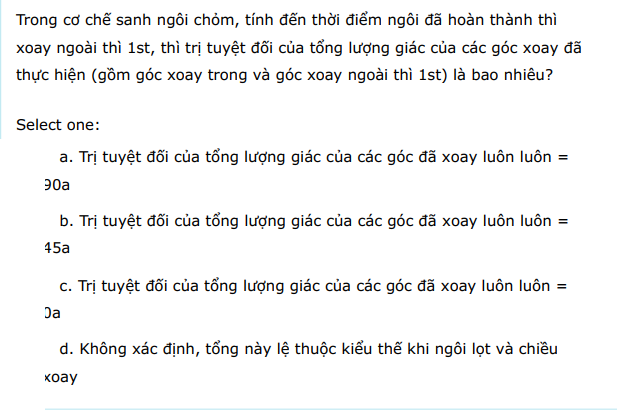 Trong cơ chế sanh ngôi chỏm, tính đến thời điểm ngôi đã hoàn thành thì
xoay ngoài thì 1st, thì trị tuyệt đối của tổng lượng giác của các góc xoay đã
thực hiện (gồm góc xoay trong và góc xoay ngoài thì 1st) là bao nhiêu?
Select one:
a. Trị tuyệt đối của tổng lượng giác của các góc đã xoay luôn luôn =
90a
b. Trị tuyệt đối của tổng lượng giác của các góc đã xoay luôn luôn =
45a
c. Trị tuyệt đối của tổng lượng giác của các góc đã xoay luôn luôn =
0a
d. Không xác định, tổng này lệ thuộc kiểu thế khi ngôi lọt và chiều
xoay